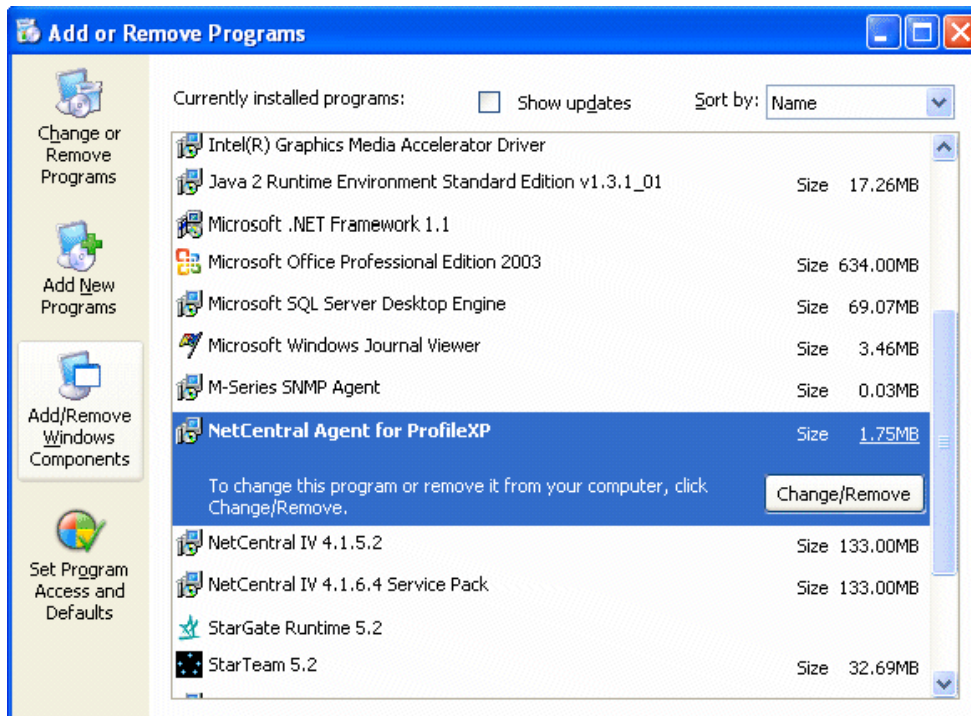 Add or Remove Programs
Change or
Remove
Programs
Add New
Programs
Add/Remove
Windows
Components
Set Program
Access and
Defaults
Currently installed programs: Show updates Sort by: Name
Intel(R) Graphics Media Accelerator Driver
Java 2 Runtime Environment Standard Edition v1.3.1_01 Size 17.26MB
Microsoft .NET Framework 1.1
Microsoft Office Professional Edition 2003 Size 634.00MB
Microsoft SQL Server Desktop Engine Size 69.07MB
Microsoft Windows Journal Viewer Size 3.46MB
M-Series SNMP Agent Size 0.03MB
NetCentral Agent for ProfileXP Size 1.75MB
To change this program or remove it from your computer, click
Change/Remove.
Change/Remove
NetCentral IV 4.1.5.2 Size 133.00MB
NetCentral IV 4.1.6.4 Service Pack Size 133.00MB
StarGate Runtime 5.2
StarTeam 5.2 Size 32.69MB